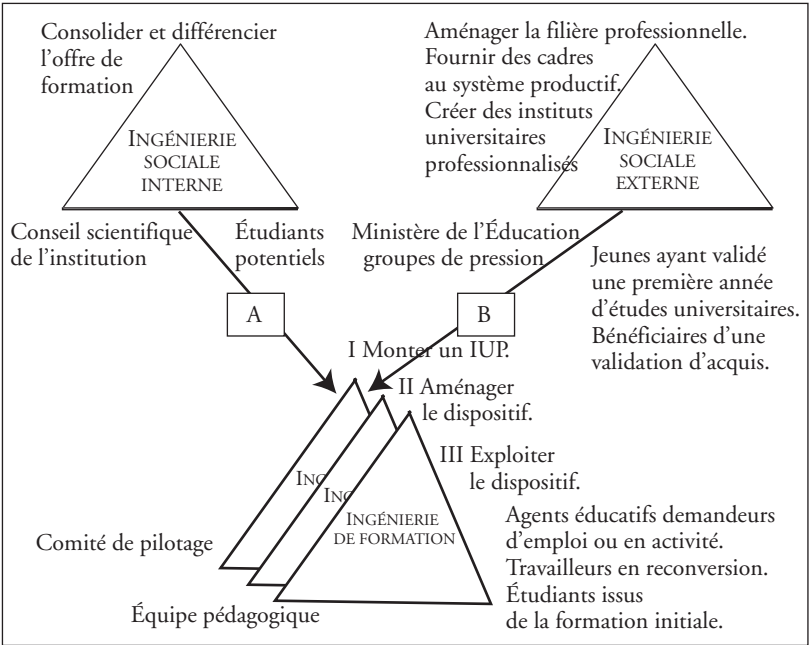 Consolider et différencier
l'offre de
formation
Aménager la filière professionnelle.
Fournir des cadres
au système productif.
Créer des instituts
universitaires
professionnalisés
INGÉNIERIE
SOCIALE
INTERNE
INGÉNIERIE
SOCIALE
EXTERNE
Conseil scientifique
de l'institution
Étudiants
potentiels
Ministère de l'Éducation
groupes de pression
Jeunes ayant validé
une première année
d'études universitaires.
Bénéficiaires d'une
validation d'acquis.
A
B
I Monter un IUP.
II Aménager
le dispositif.
III Exploiter
le dispositif.
ING
ING
INGÉNIERIE
DE FORMATION
Comité de pilotage
Équipe pédagogique
Agents éducatifs demandeurs
d'emploi ou en activité.
Travailleurs en reconversion.
Étudiants issus
de la formation initiale.